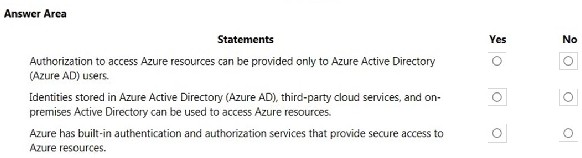 Answer Area
Statements Yes No
Authorization to access Azure resources can be provided only to Azure Active Directory
(Azure AD) users.
Identities stored in Azure Active Directory (Azure AD), third-party cloud services, and on-
premises Active Directory can be used to access Azure resources.
Azure has built-in authentication and authorization services that provide secure access to
Azure resources.